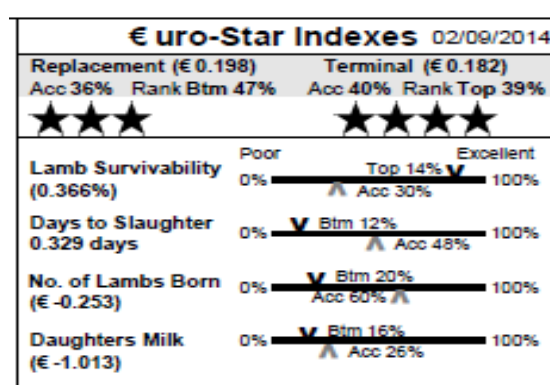 €uro-Star Indexes 02/09/2014
Replacement (€0.198) Terminal (€0.182)
Acc 36% Rank Btm 47% Acc 40% Rank Top 39%
Poor Excellent
Lamb Survivability 0% Top 14% 100%
(0.366%) Acc 30%
Days to Slaughter 0% Btm 12% 100%
0.329 days Acc 48%
No. of Lambs Born 0% Btm 20% 100%
(€ -0.253) Acc 60%
Daughters Milk 0% Btm 16% 100%
(€ -1.013) Acc 26%